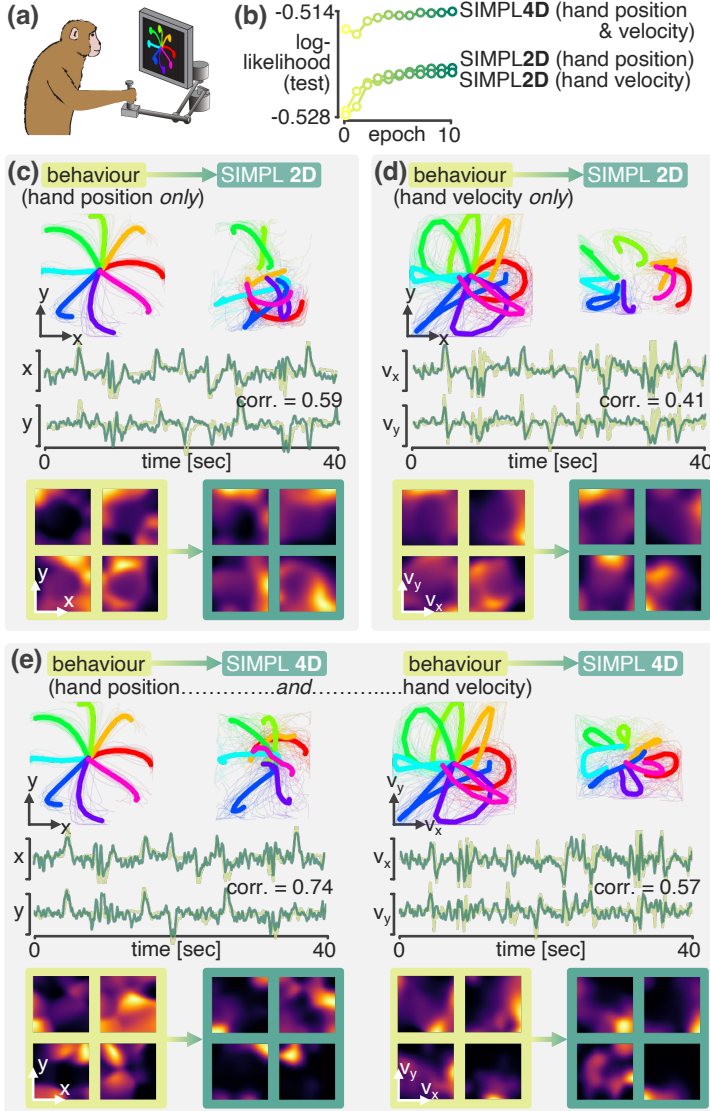 (a)
(b)
-0.514
log-
likelihood
(test)
-0.528
0
epoch
10
SIMPL4D (hand position
& velocity)
SIMPL2D (hand position)
SIMPL2D (hand velocity)
(c)
behaviour
SIMPL 2D
(hand position only)
y
x
x
y
corr. = 0.59
0
time [sec]
40
y
x
(d)
behaviour
SIMPL 2D
(hand velocity only)
y
x
vx
vy
corr. = 0.41
0
time [sec]
40
vy
vx
(e)
behaviour
SIMPL 4D
behaviour
SIMPL 4D
(hand position..............and..............hand velocity)
y
x
x
y
corr. = 0.74
0
time [sec]
40
y
x
vy
vx
vx
vy
corr. = 0.57
0
time [sec]
40
vy
vx